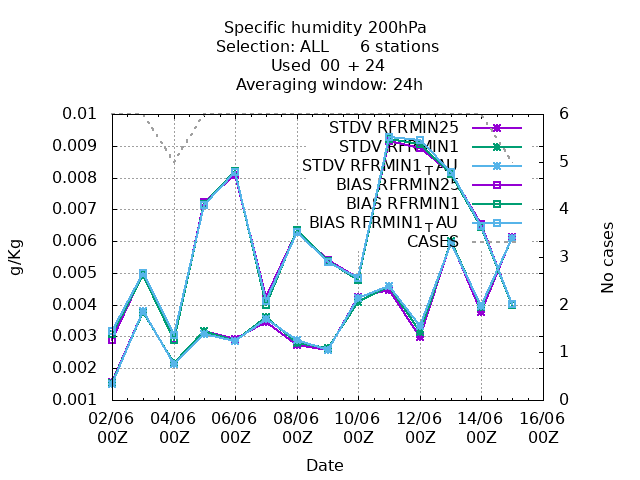 Specific humidity 200hPa
Selection: ALL 6 stations
Used 00 + 24
Averaging window: 24h
0.01
0.009
0.008
0.007
0.006
0.005
0.004
0.003
0.002
0.001
g/Kg
STDV RFRMIN25
STDV RFRMIN1
STDV RFRMIN1TAU
BIAS RFRMIN25
BIAS RFRMIN1
BIAS RFRMIN1TAU
CASES
6
5
4
3
2
1
0
No cases
02/06 04/06 06/06 08/06 10/06 12/06 14/06 16/06
00Z 00Z 00Z 00Z 00Z 00Z 00Z 00Z
Date